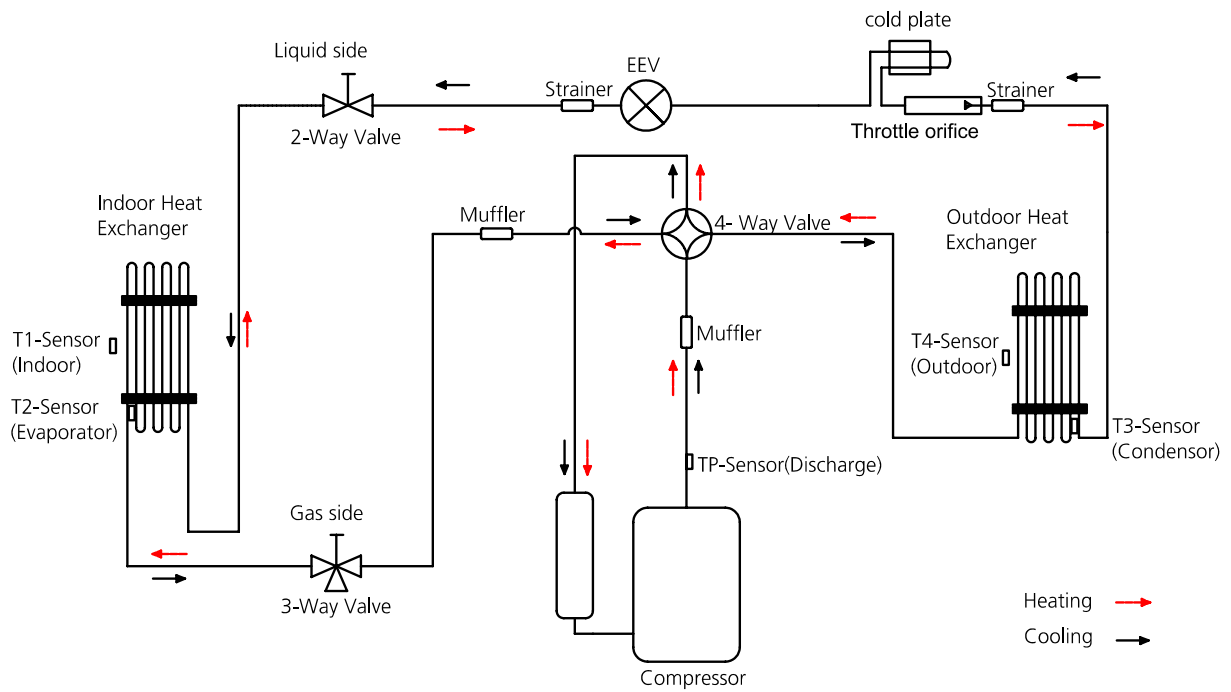 cold plate
Liquid side
EEV
Strainer
Strainer
2-Way Valve
Throttle orifice
Indoor Heat
Exchanger
Muffler
4- Way Valve
Outdoor Heat
Exchanger
T1-Sensor
(Indoor)
Muffler
T4-Sensor
(Outdoor)
T2-Sensor
(Evaporator)
T3-Sensor
(Condensor)
TP-Sensor(Discharge)
Gas side
3-Way Valve
Heating
Cooling
Compressor